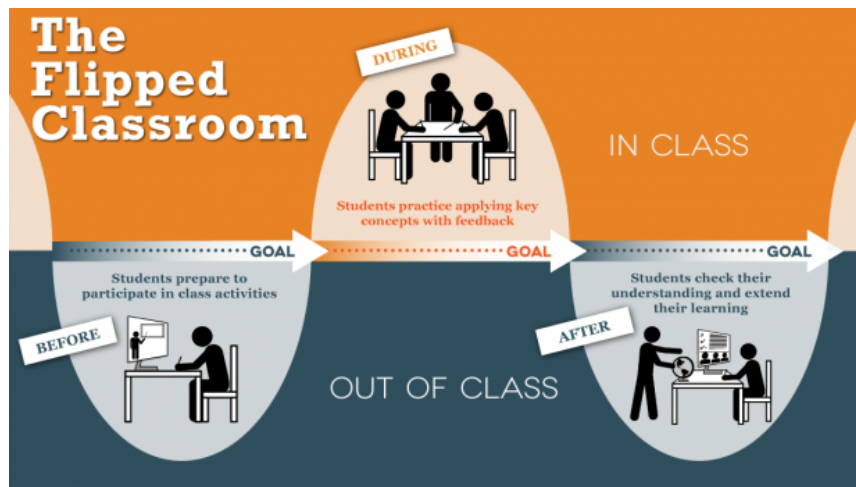 The
Flipped
Classroom
DURING
IN CLASS
Students practice applying key
concepts with feedback
GOAL
GOAL
GOAL
Students prepare to
participate in class activities
BEFORE
OUT OF CLASS
Students check their
understanding and extend
their learning
AFTER